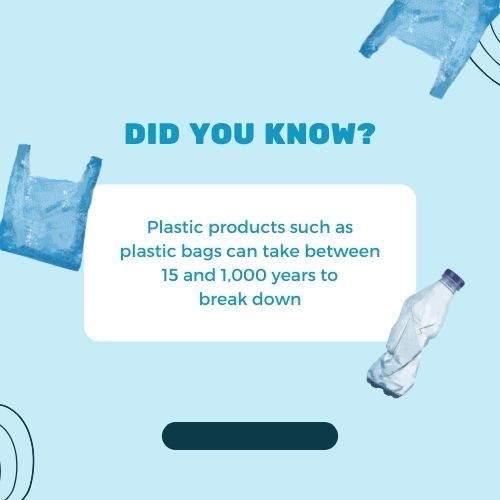 DID YOU KNOW?
Plastic products such as
plastic bags can take between
15 and 1,000 years to
break down